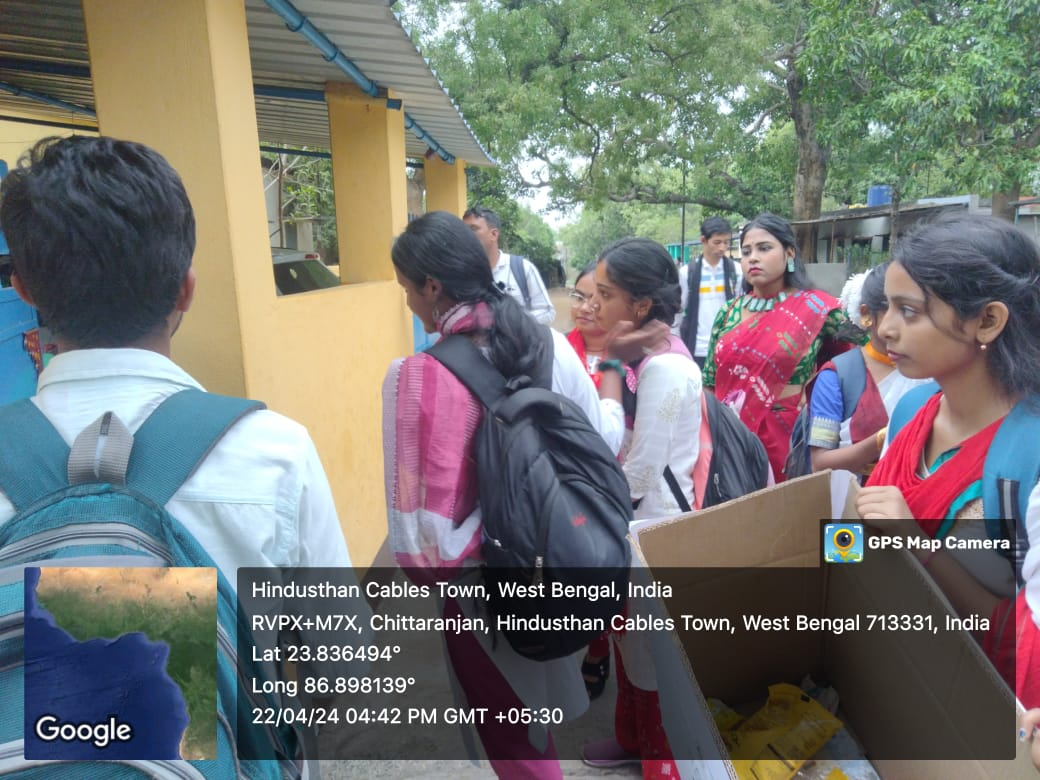 GPS Map Camera
Hindusthan Cables Town, West Bengal, India
RVPX+M7X, Chittaranjan, Hindusthan Cables Town, West Bengal 713331, India
Lat 23.836494°
Long 86.898139°
22/04/24 04:42 PM GMT +05:30
Google